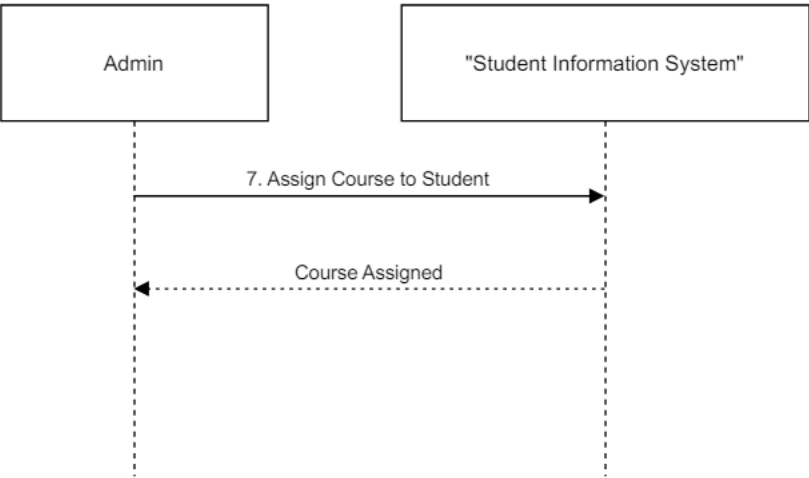 Admin
"Student Information System"
7. Assign Course to Student
Course Assigned